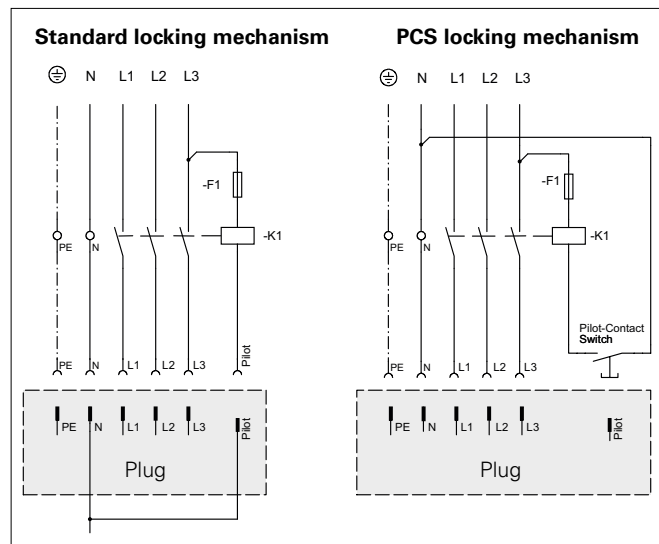 Standard locking mechanism
N L1 L2 L3
-F1
-K1
PE N
PE N L1 L2 L3 Pilot
PE N L1 L2 L3 Pilot
Plug
PCS locking mechanism
N L1 L2 L3
-F1
-K1
PE N
Pilot-Contact
Switch
PE N L1 L2 L3
PE N L1 L2 L3 Pilot
Plug